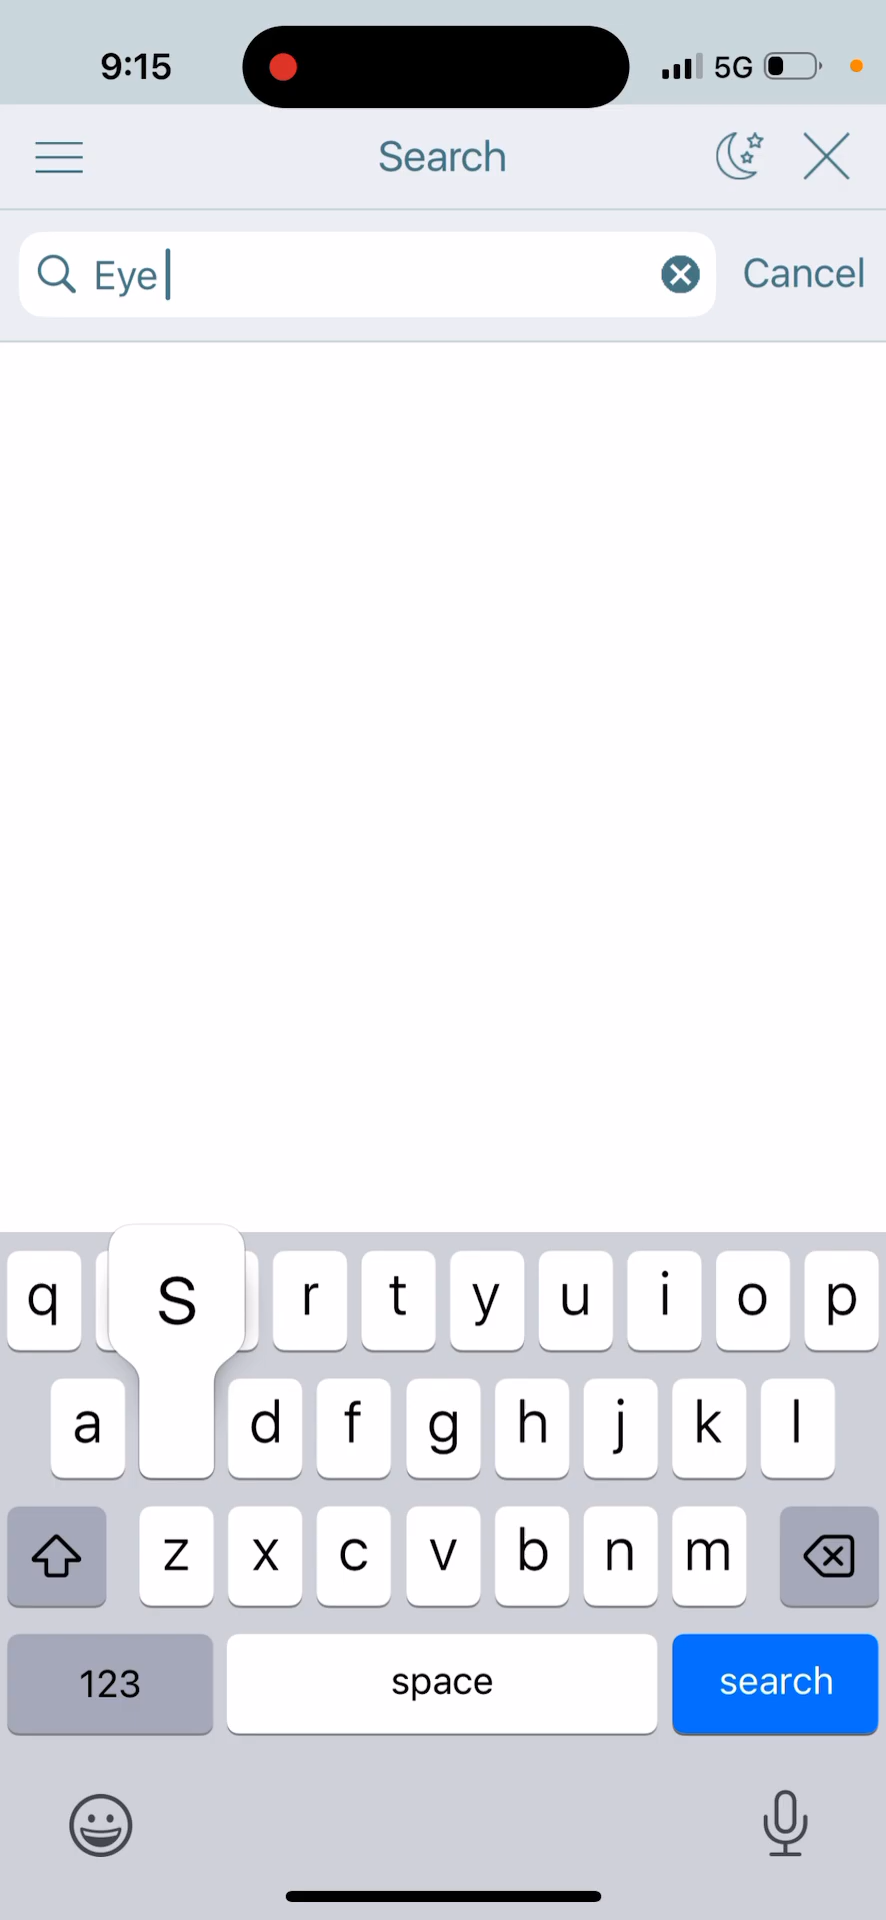 9:15 5G
Search
Eye Cancel
q S r t y u i o p
a d f g h j k l
z x c v b n m
123 space search